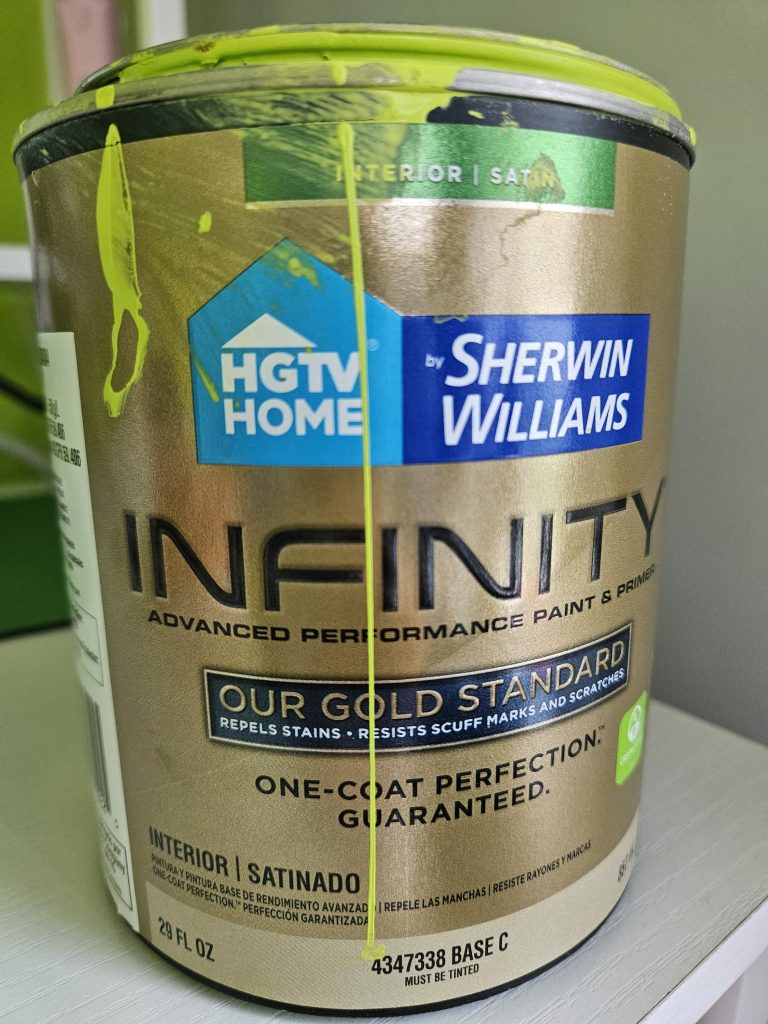 INTERIOR | SATIN
HGTV®
HOME
by SHERWIN
WILLIAMS
INFINITY
ADVANCED PERFORMANCE PAINT & PRIMER
OUR GOLD STANDARD
REPELS STAINS • RESISTS SCUFF MARKS AND SCRATCHES
ONE-COAT PERFECTION.™
GUARANTEED.
INTERIOR | SATINADO
PINTURA Y PINTURA BASE DE RENDIMIENTO AVANZADO | REPELE LAS MANCHAS | RESISTE RAYONES Y MARCAS
ONE-COAT PERFECTION.™ PERFECCIÓN GARANTIZADA
29 FL OZ
4347338 BASE C
MUST BE TINTED